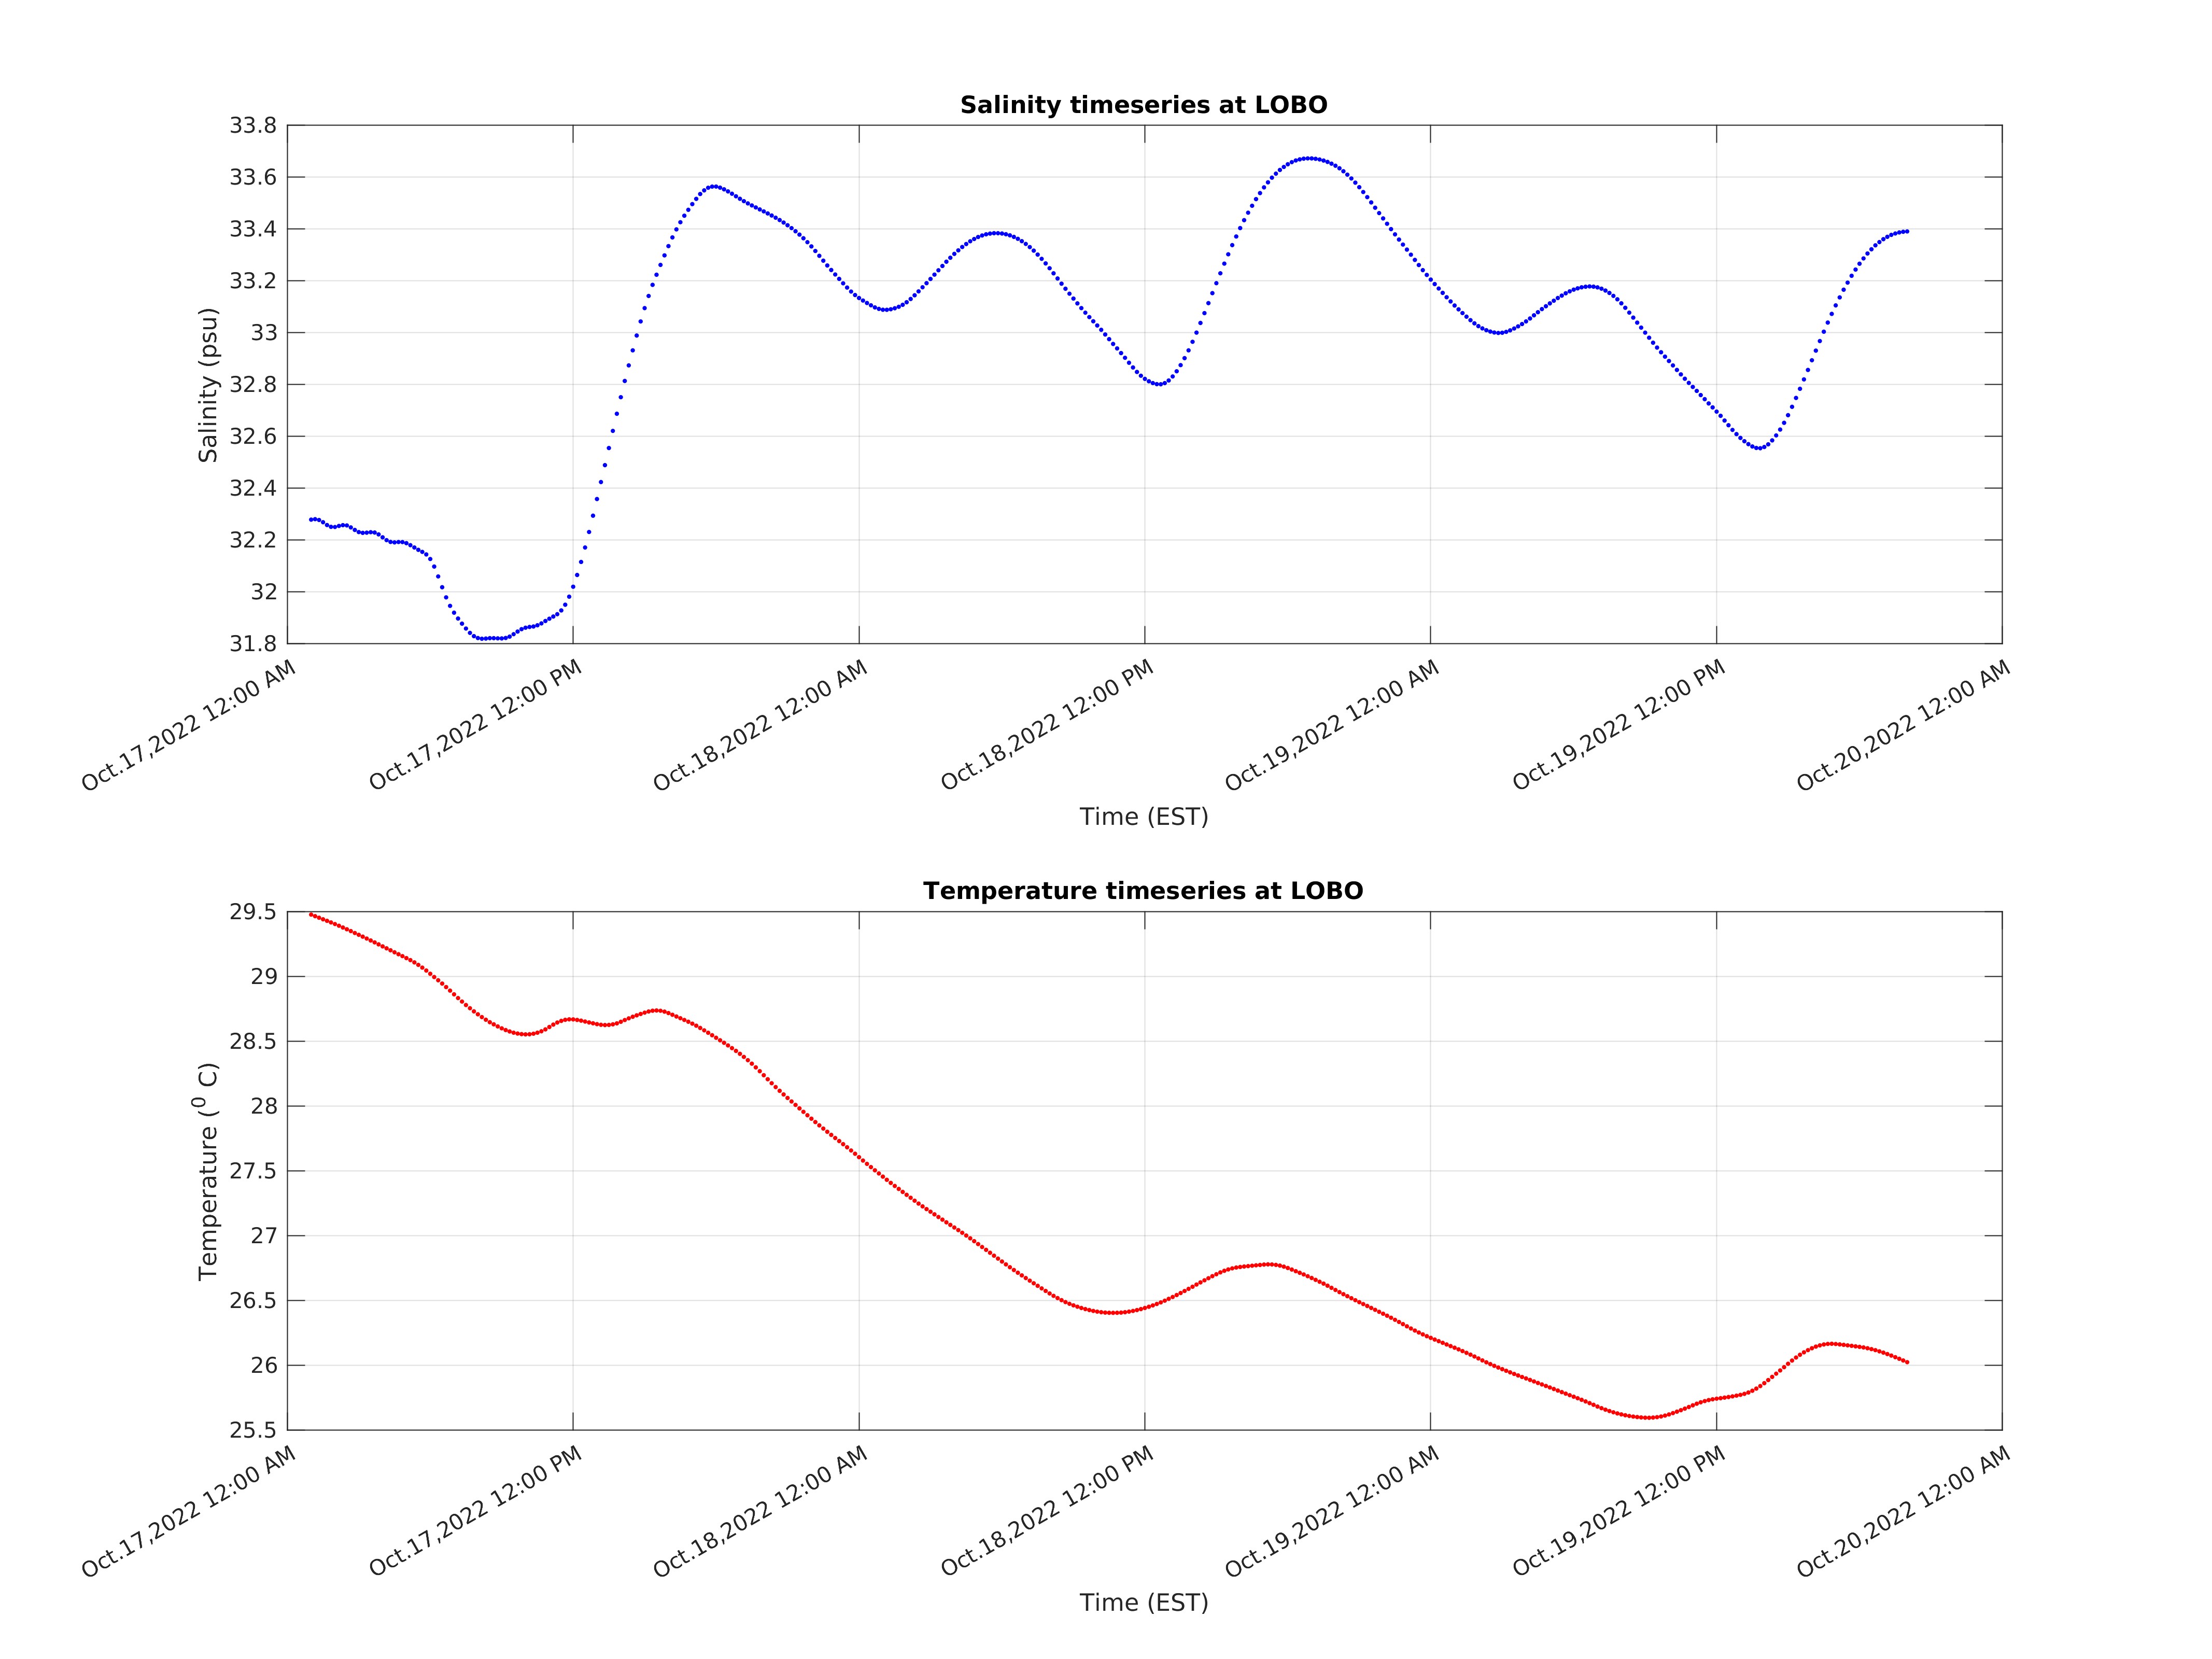 Salinity timeseries at LOBO
33.8
33.6
33.4
33.2
33
32.8
32.6
32.4
32.2
32
31.8
Salinity (psu)
Oct.17,2022 12:00 AM
Oct.17,2022 12:00 PM
Oct.18,2022 12:00 AM
Oct.18,2022 12:00 PM
Oct.19,2022 12:00 AM
Oct.19,2022 12:00 PM
Oct.20,2022 12:00 AM
Time (EST)
Temperature timeseries at LOBO
29.5
29
28.5
28
27.5
27
26.5
26
25.5
Temperature (⁰ C)
Oct.17,2022 12:00 AM
Oct.17,2022 12:00 PM
Oct.18,2022 12:00 AM
Oct.18,2022 12:00 PM
Oct.19,2022 12:00 AM
Oct.19,2022 12:00 PM
Oct.20,2022 12:00 AM
Time (EST)